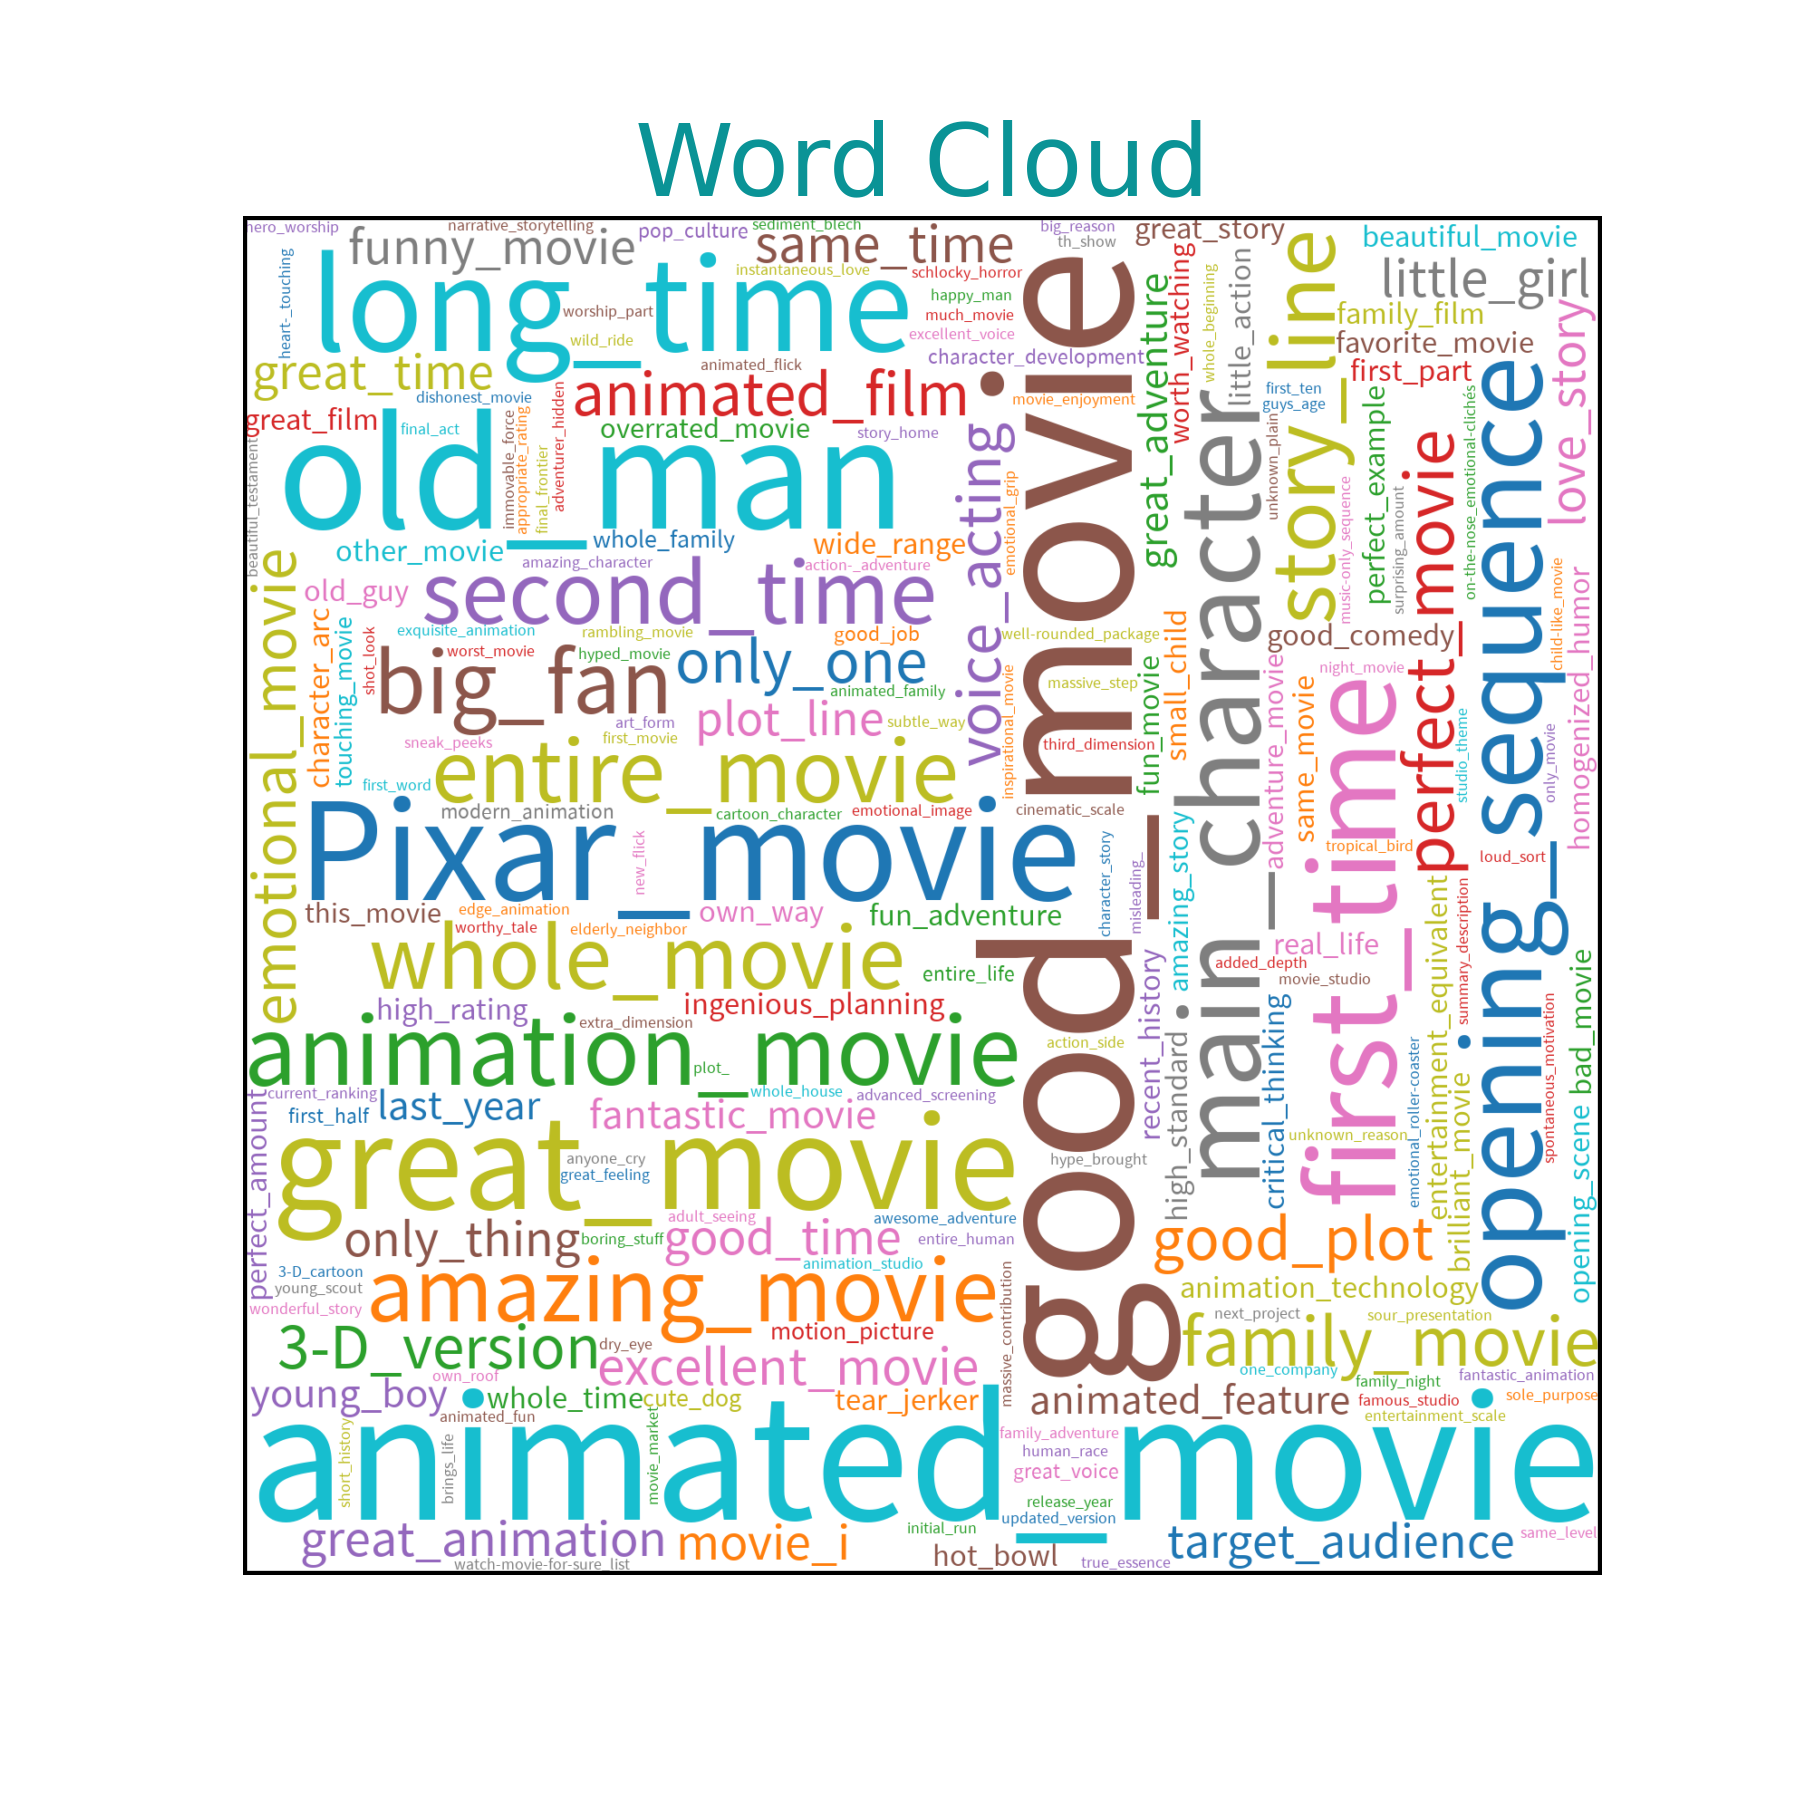 Word Cloud
hero_worship
narrative_storytelling
pop_culture
sediment_blech
big_reason
th_show
great_story
beautiful_movie
funny_movie
same_time
little_girl
long_time
heart-_touching
instantaneous_love
schlocky_horror
happy_man
worship_part
much_movie
excellent_voice
wild_ride
character_development
animated_flick
great_time
dishonest_movie
animated_film
movie_enjoyment
great_film
final_act
overrated_movie
story_home
old_man
immovable_force
appropriate_rating
final_frontier
adventurer_hidden
beautiful_testament
good_movie
great_adventure
worth_watching
whole_beginning
little_action
story_line
family_film
favorite_movie
first_part
first_ten
guys_age
love_story
main_character
unknown_plain
music-only_sequence
perfect_example
surprising_amount
perfect_movie
on-the-nose_emotional-clichés
opening_sequence
other_movie
whole_family
wide_range
voice_acting
emotional_grip
amazing_character
action-_adventure
second_time
old_guy
emotional_movie
character_arc
touching_movie
exquisite_animation
rambling_movie
good_job
well-rounded_package
good_comedy
child-like_movie
homogenized_humor
shot_look
worst_movie
hyped_movie
only_one
big_fan
animated_family
massive_step
small_child
fun_movie
inspirational_movie
night_movie
adventure_movie
same_movie
first_time
art_form
plot_line
subtle_way
sneak_peeks
first_movie
third_dimension
studio_theme
only_movie
entire_movie
first_word
modern_animation
cartoon_character
emotional_image
cinematic_scale
Pixar_movie
new_flick
character_story
misleading_
amazing_story
tropical_bird
loud_sort
this_movie
edge_animation
own_way
fun_adventure
worthy_tale
elderly_neighbor
whole_movie
entire_life
recent_history
real_life
added_depth
movie_studio
entertainment_equivalent
summary_description
bad_movie
high_rating
ingenious_planning
extra_dimension
animation_movie
action_side
high_standard
critical_thinking
spontaneous_motivation
plot_
current_ranking
whole_house
advanced_screening
first_half
last_year
fantastic_movie
perfect_amount
unknown_reason
emotional_roller-coaster
brilliant_movie
opening_scene
great_movie
anyone_cry
great_feeling
hype_brought
adult_seeing
awesome_adventure
only_thing
boring_stuff
good_time
entire_human
good_plot
3-D_cartoon
young_scout
animation_studio
wonderful_story
amazing_movie
massive_contribution
animation_technology
next_project
sour_presentation
3-D_version
dry_eye
motion_picture
family_movie
own_roof
excellent_movie
one_company
family_night
fantastic_animation
young_boy
whole_time
cute_dog
tear_jerker
animated_feature
famous_studio
sole_purpose
entertainment_scale
animated_fun
animated_movie
short_history
brings_life
movie_market
family_adventure
human_race
great_voice
release_year
updated_version
great_animation
movie_i
initial_run
hot_bowl
target_audience
same_level
watch-movie-for-sure_list
true_essence